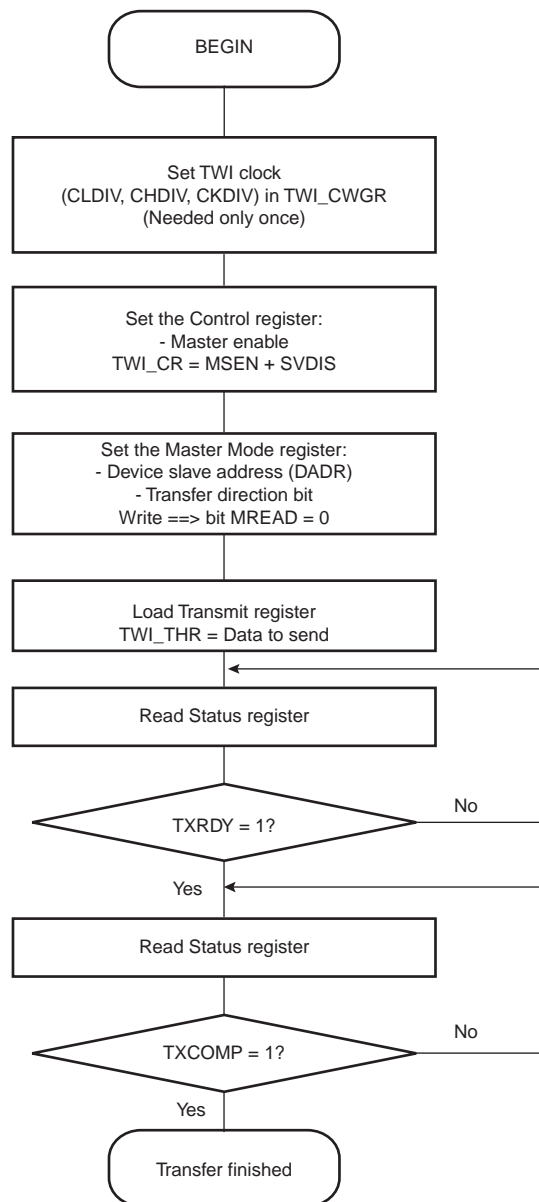 BEGIN
Set TWI clock
(CLDIV, CHDIV, CKDIV) in TWI_CWGR
(Needed only once)
Set the Control register:
- Master enable
TWI_CR = MSEN + SVDIS
Set the Master Mode register:
- Device slave address (DADR)
- Transfer direction bit
Write ==> bit MREAD = 0
Load Transmit register
TWI_THR = Data to send
Read Status register
TXRDY = 1?
No
Yes
Read Status register
TXCOMP = 1?
No
Yes
Transfer finished